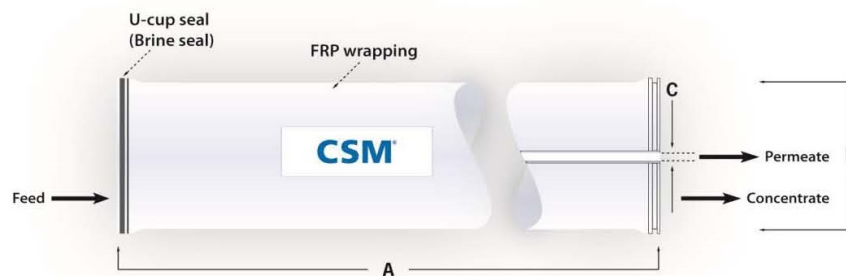 U-cup seal
(Brine seal)
FRP wrapping
C
CSM®
Permeate
Feed
Concentrate
A